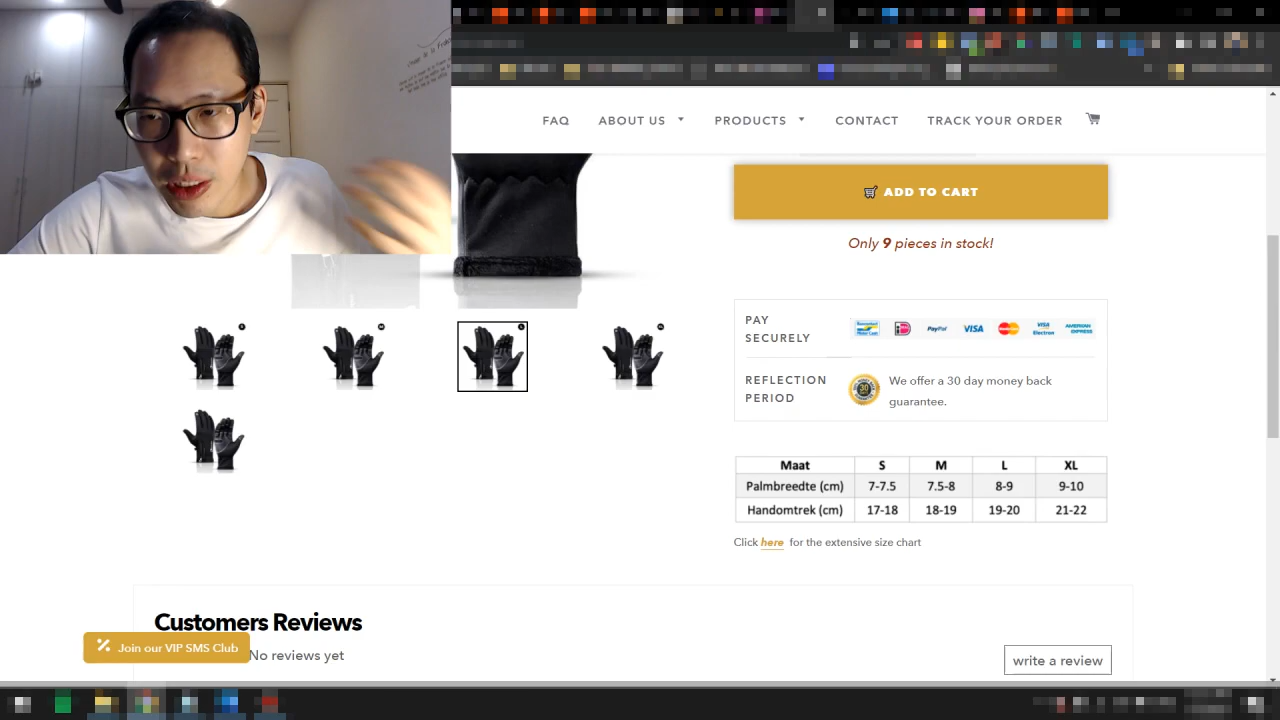 FAQ ABOUT US PRODUCTS CONTACT TRACK YOUR ORDER
ADD TO CART
Only 9 pieces in stock!
PAY
SECURELY
PayPal VISA VISA
Electron AMERICAN
EXPRESS
REFLECTION
PERIOD
30
We offer a 30 day money back
guarantee.
Maat S M L XL
Palmbreedte (cm) 7-7.5 7.5-8 8-9 9-10
Handomtrek (cm) 17-18 18-19 19-20 21-22
Click here for the extensive size chart
Customers Reviews
Join our VIP SMS Club
No reviews yet
write a review